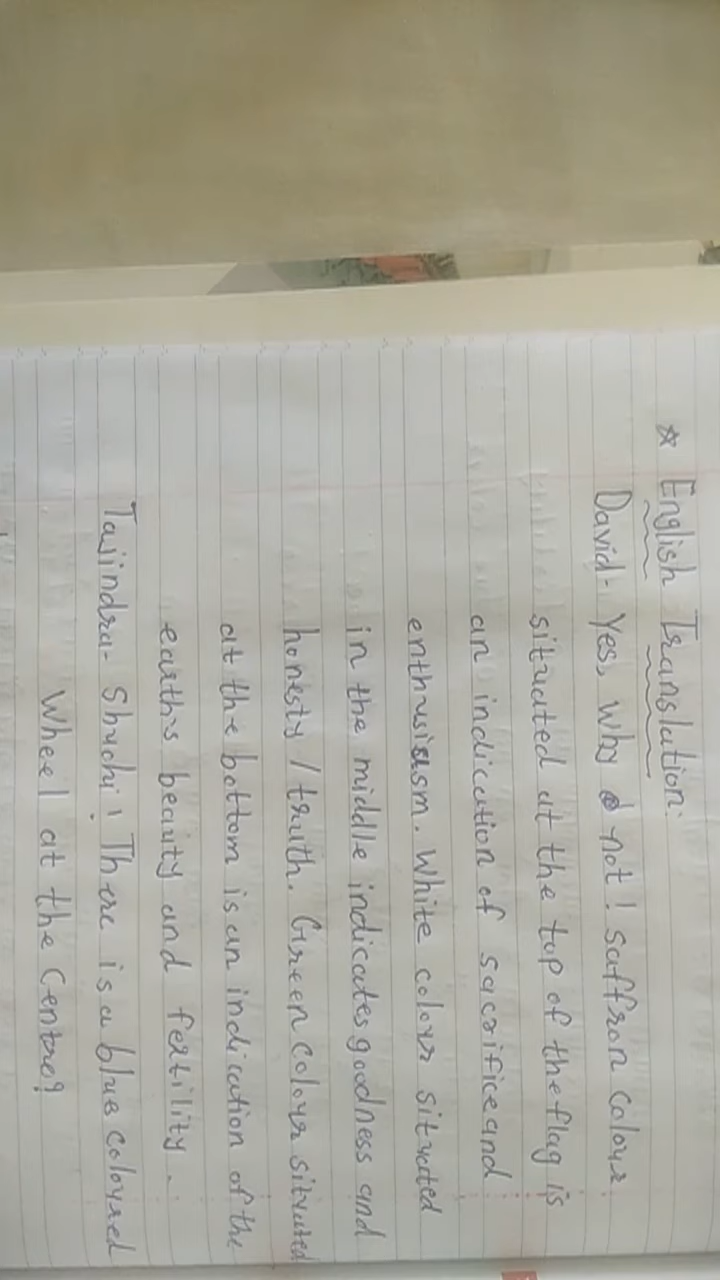 ☆ English Translation:
David- Yes, why not! saffron colour
situated at the top of the flag is
an indication of sacrifice and
enthusiasm. White colour situated
in the middle indicates goodness and
honesty / truth. Green colour situated
at the bottom is an indication of the
earth's beauty and fertility.
Tajindra- Shuchi! There is a blue coloured
Wheel at the Centre?